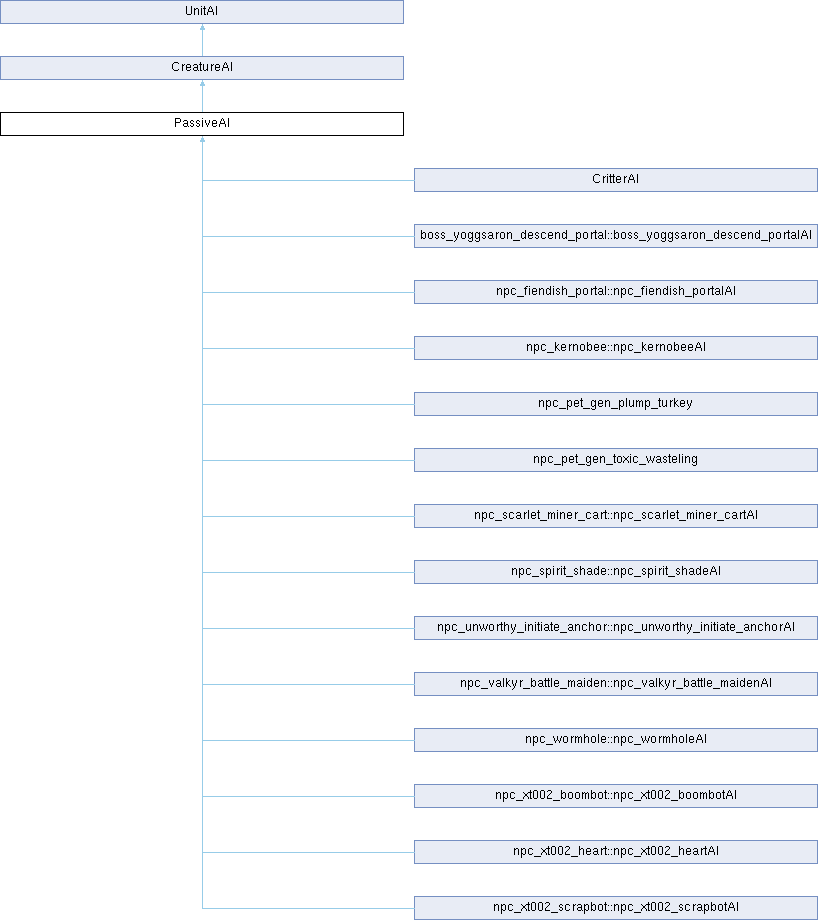 UnitAI
CreatureAI
PassiveAI
CritterAI
boss_yoggsaron_descend_portal::boss_yoggsaron_descend_portalAI
npc_fiendish_portal::npc_fiendish_portalAI
npc_kernobee::npc_kernobeeAI
npc_pet_gen_plump_turkey
npc_pet_gen_toxic_wasteling
npc_scarlet_miner_cart::npc_scarlet_miner_cartAI
npc_spirit_shade::npc_spirit_shadeAI
npc_unworthy_initiate_anchor::npc_unworthy_initiate_anchorAI
npc_valkyr_battle_maiden::npc_valkyr_battle_maidenAI
npc_wormhole::npc_wormholeAI
npc_xt002_boombot::npc_xt002_boombotAI
npc_xt002_heart::npc_xt002_heartAI
npc_xt002_scrapbot::npc_xt002_scrapbotAI